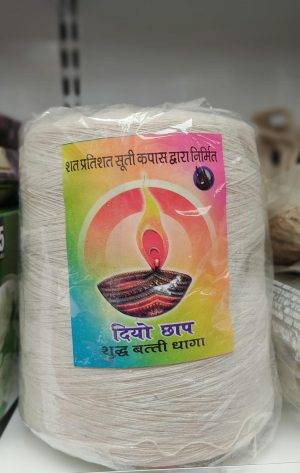 शत प्रतिशत सूती कपास द्वारा निर्मित
दियो छाप
शुद्ध बत्ती धागा